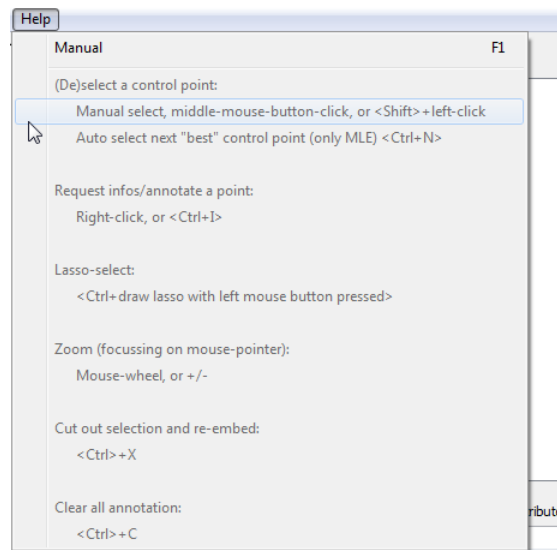 Help
Manual F1
(De)select a control point:
Manual select, middle-mouse-button-click, or <Shift>+left-click
Auto select next "best" control point (only MLE) <Ctrl+N>
Request infos/annotate a point:
Right-click, or <Ctrl+I>
Lasso-select:
<Ctrl+draw lasso with left mouse button pressed>
Zoom (focussing on mouse-pointer):
Mouse-wheel, or +/-
Cut out selection and re-embed:
<Ctrl>+X
Clear all annotation:
<Ctrl>+C